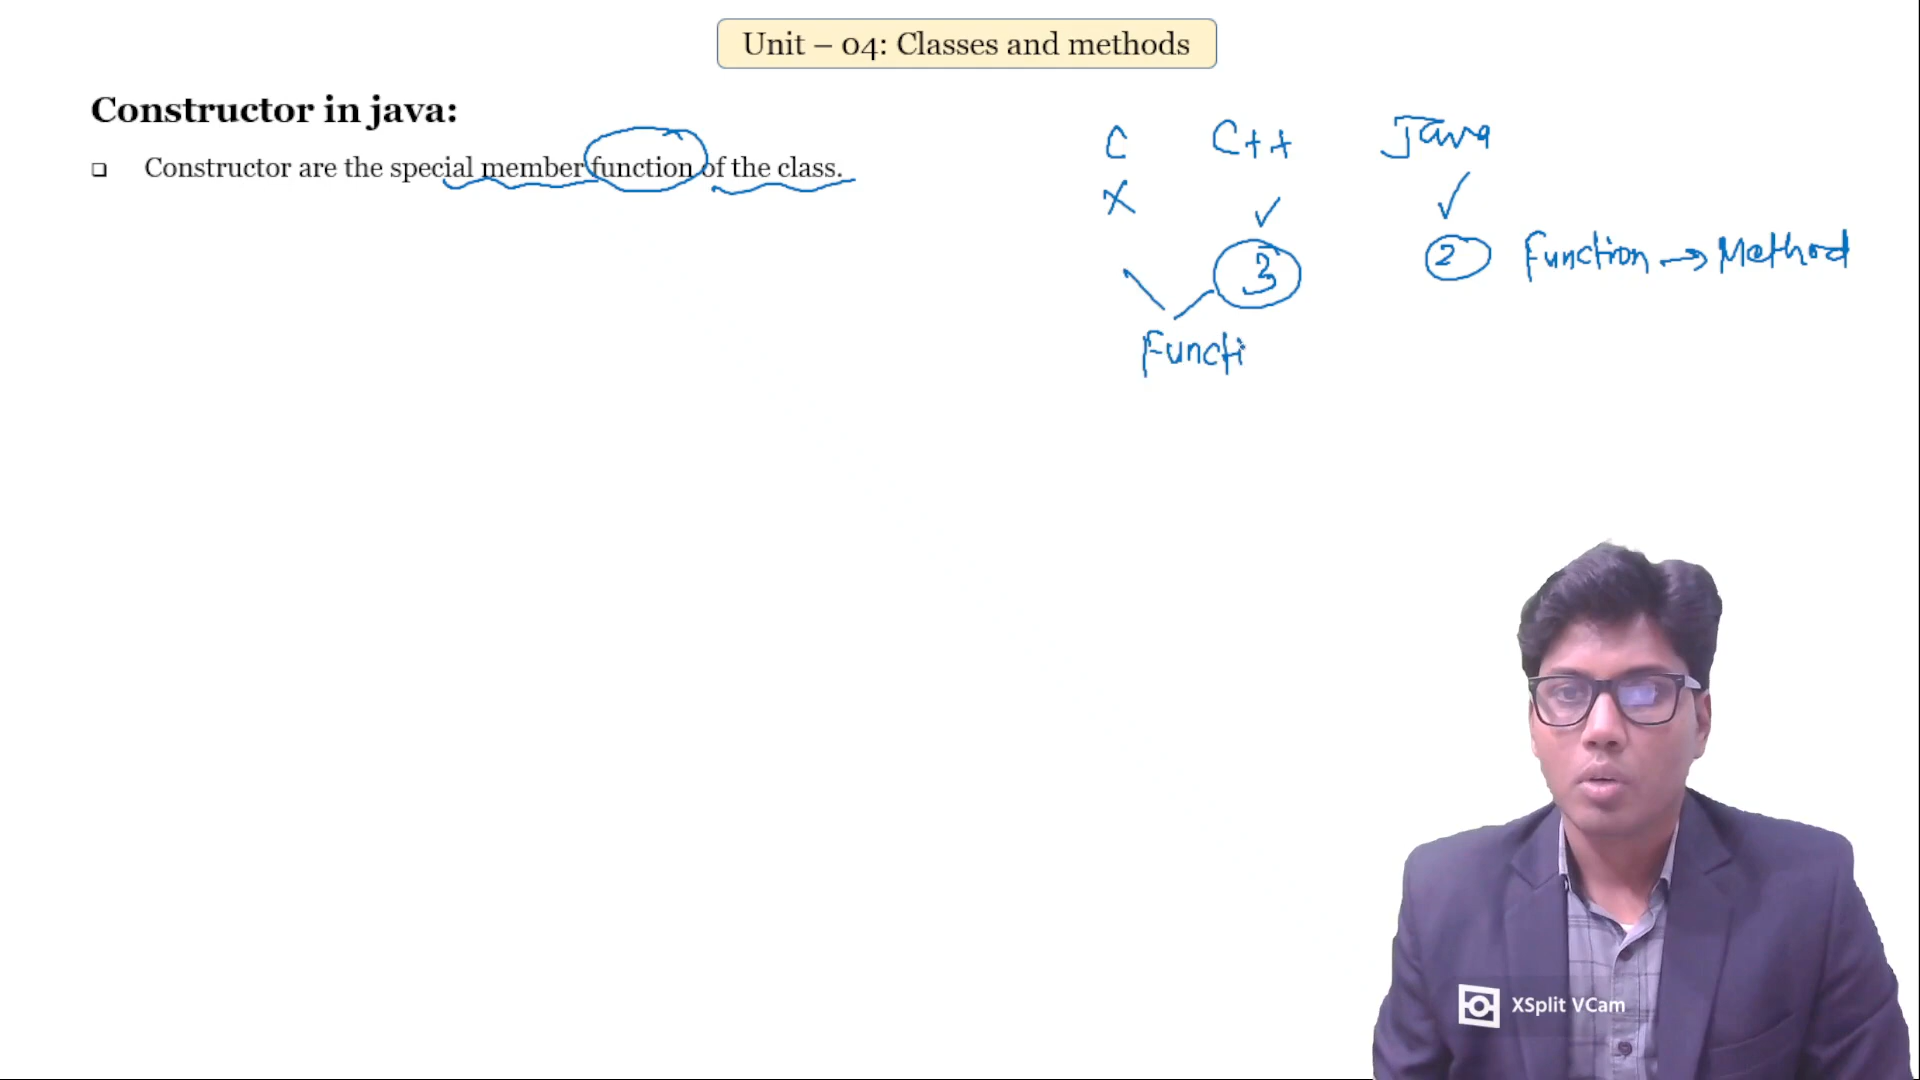 Unit – 04: Classes and methods
Constructor in java:
Constructor are the special member function of the class.
C C++ Java
X ✓ ✓
3 2 Function → Method
Functi
XSplit VCam